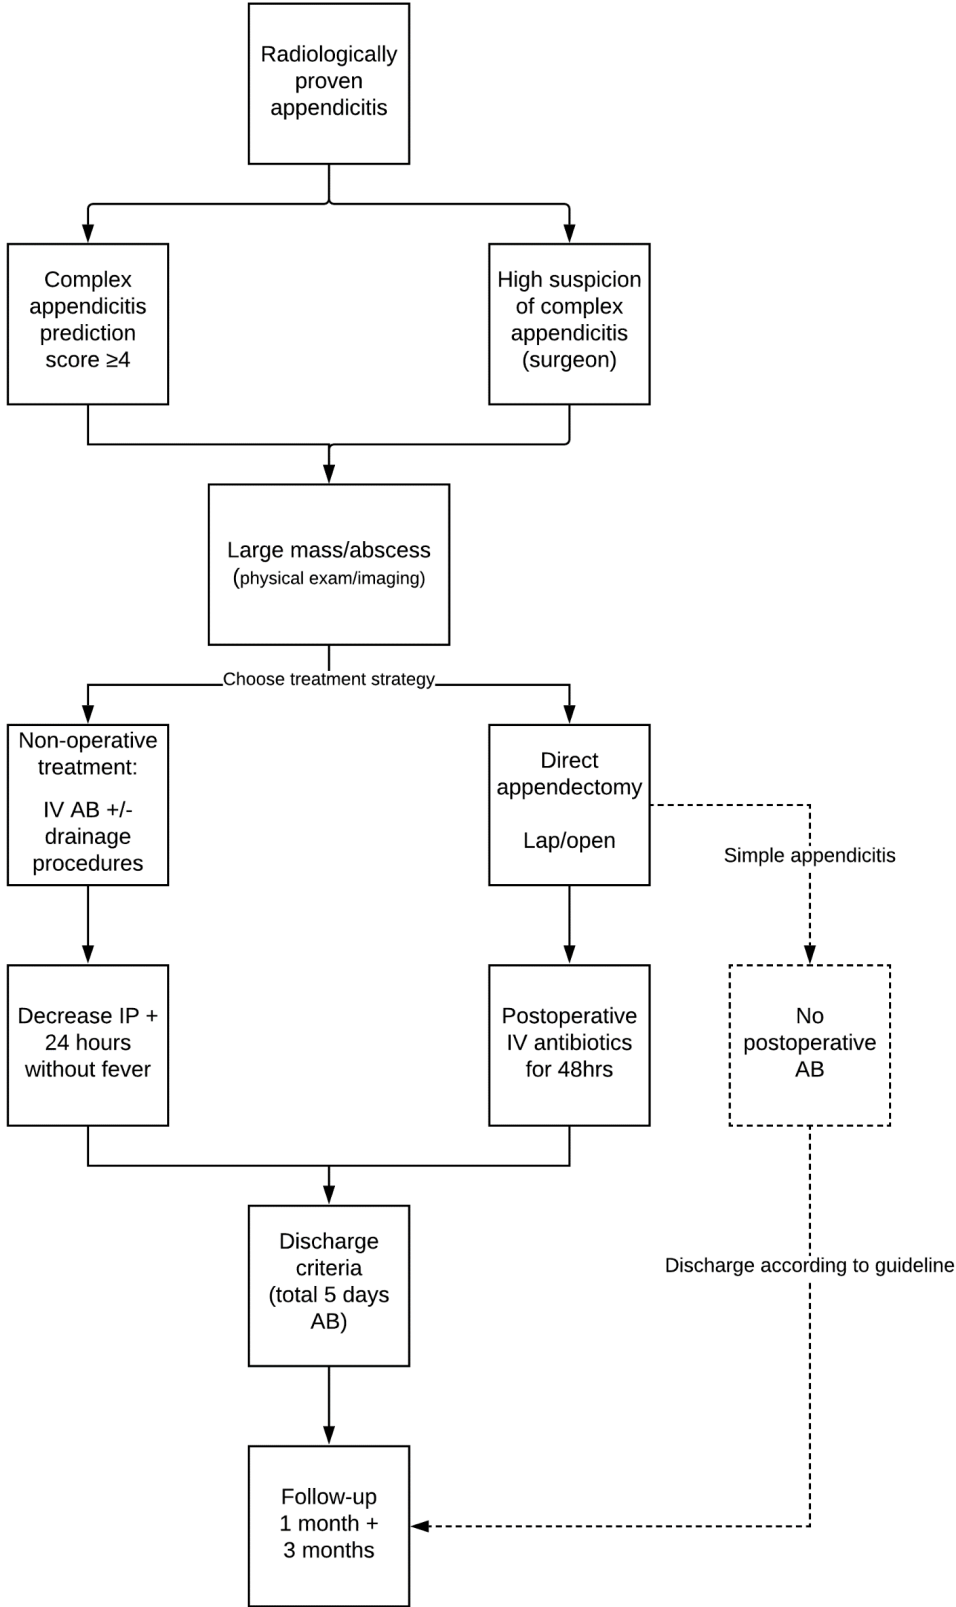 Radiologically
proven
appendicitis
Complex
appendicitis
prediction
score ≥4
High suspicion
of complex
appendicitis
(surgeon)
Large mass/abscess
(physical exam/imaging)
Choose treatment strategy
Non-operative
treatment:
IV AB +/-
drainage
procedures
Direct
appendectomy
Lap/open
Simple appendicitis
Decrease IP +
24 hours
without fever
Postoperative
IV antibiotics
for 48hrs
No
postoperative
AB
Discharge
criteria
(total 5 days
AB)
Discharge according to guideline
Follow-up
1 month +
3 months